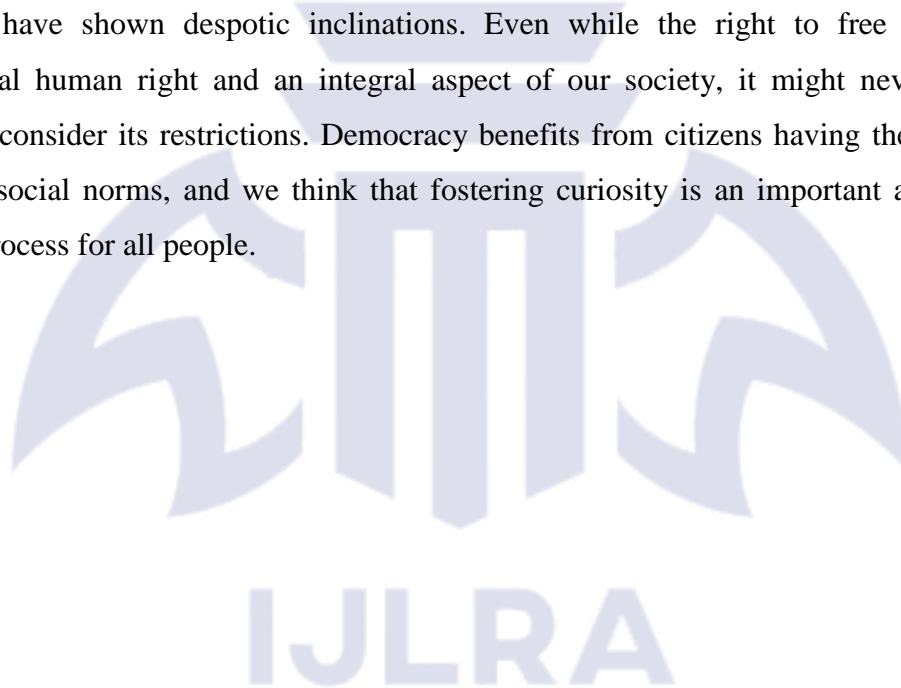 have shown despotic inclinations. Even while the right to free
al human right and an integral aspect of our society, it might nev
consider its restrictions. Democracy benefits from citizens having the
social norms, and we think that fostering curiosity is an important a
rocess for all people.
IJLRA